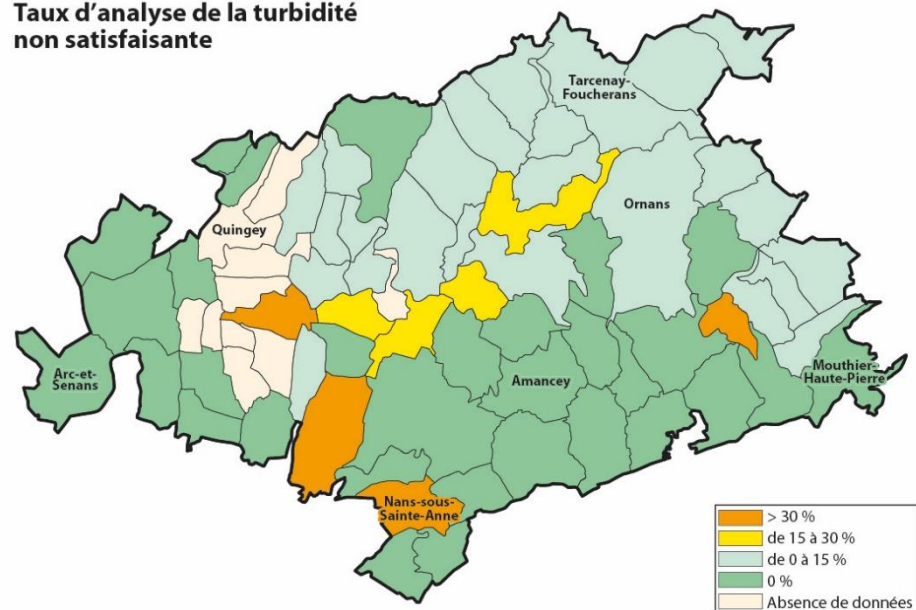 Taux d’analyse de la turbidité
non satisfaisante
Tarcenay-
Foucherans
Quingey
Ornans
Arc-et-
Senans
Amancey
Mouthier-
Haute-Pierre
Nans-sous-
Sainte-Anne
> 30 %
de 15 à 30 %
de 0 à 15 %
0 %
Absence de données